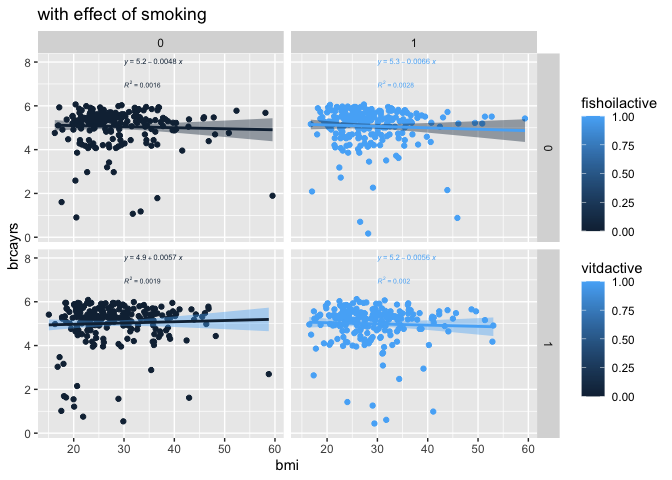 with effect of smoking
0
1
8
6
4
2
0
y = 5.2 − 0.0048 x
R² = 0.0016
y = 5.3 − 0.0066 x
R² = 0.0028
0
8
6
4
2
0
y = 4.9 + 0.0057 x
R² = 0.0019
y = 5.2 − 0.0056 x
R² = 0.002
1
brcayrs
20 30 40 50 60 20 30 40 50 60
bmi
fishoilactive
1.00
0.75
0.50
0.25
0.00
vitdactive
1.00
0.75
0.50
0.25
0.00